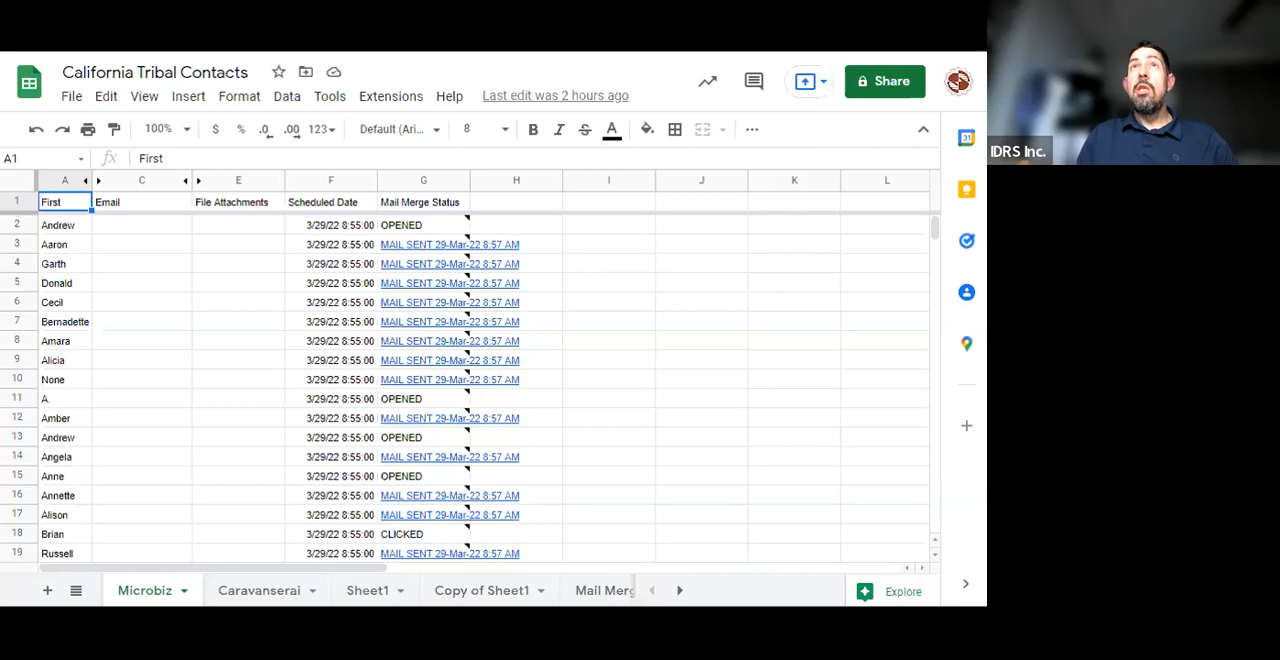 California Tribal Contacts
File Edit View Insert Format Data Tools Extensions Help Last edit was 2 hours ago
Share
100% $ % .0 .00 123 Default (Ari... 8 B I S A
A1 fx First
A C E F G H I J K L
1 First Email File Attachments Scheduled Date Mail Merge Status
2 Andrew 3/29/22 8:55:00 OPENED
3 Aaron 3/29/22 8:55:00 MAIL SENT 29-Mar-22 8:57 AM
4 Garth 3/29/22 8:55:00 MAIL SENT 29-Mar-22 8:57 AM
5 Donald 3/29/22 8:55:00 MAIL SENT 29-Mar-22 8:57 AM
6 Cecil 3/29/22 8:55:00 MAIL SENT 29-Mar-22 8:57 AM
7 Bernadette 3/29/22 8:55:00 MAIL SENT 29-Mar-22 8:57 AM
8 Amara 3/29/22 8:55:00 MAIL SENT 29-Mar-22 8:57 AM
9 Alicia 3/29/22 8:55:00 MAIL SENT 29-Mar-22 8:57 AM
10 None 3/29/22 8:55:00 MAIL SENT 29-Mar-22 8:57 AM
11 A. 3/29/22 8:55:00 OPENED
12 Amber 3/29/22 8:55:00 MAIL SENT 29-Mar-22 8:57 AM
13 Andrew 3/29/22 8:55:00 OPENED
14 Angela 3/29/22 8:55:00 MAIL SENT 29-Mar-22 8:57 AM
15 Anne 3/29/22 8:55:00 OPENED
16 Annette 3/29/22 8:55:00 MAIL SENT 29-Mar-22 8:57 AM
17 Alison 3/29/22 8:55:00 MAIL SENT 29-Mar-22 8:57 AM
18 Brian 3/29/22 8:55:00 CLICKED
19 Russell 3/29/22 8:55:00 MAIL SENT 29-Mar-22 8:57 AM
Microbiz Caravanserai Sheet1 Copy of Sheet1 Mail Merg Explore
31
IDRS Inc.